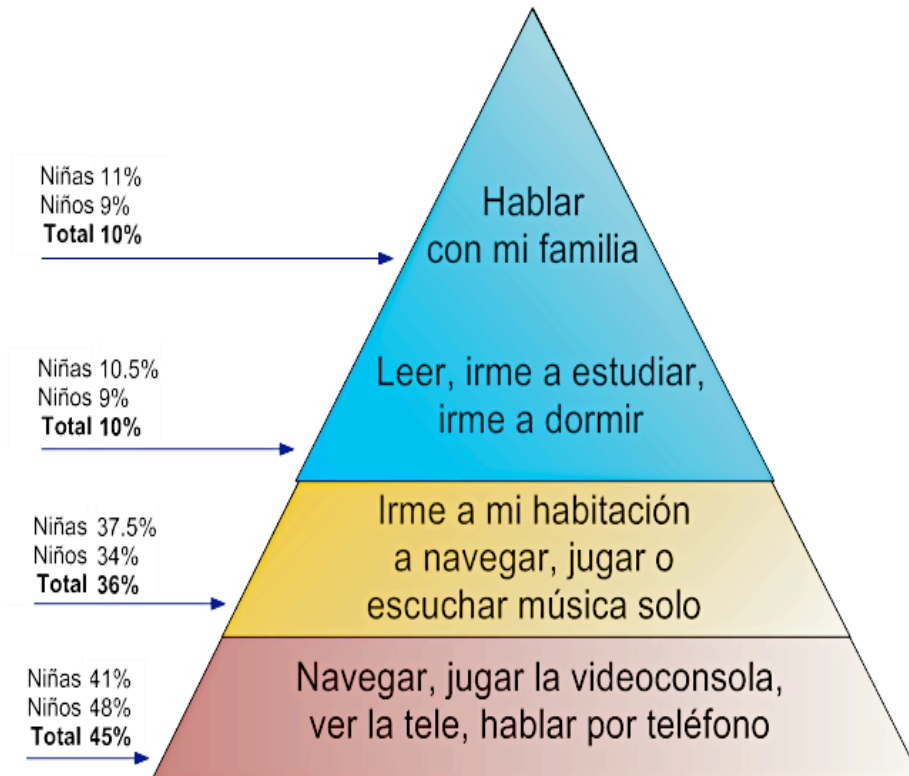 Niñas 11%
Niños 9%
Total 10%
Hablar
con mi familia
Niñas 10.5%
Niños 9%
Total 10%
Leer, irme a estudiar,
irme a dormir
Niñas 37.5%
Niños 34%
Total 36%
Irme a mi habitación
a navegar, jugar o
escuchar música solo
Niñas 41%
Niños 48%
Total 45%
Navegar, jugar la videoconsola,
ver la tele, hablar por teléfono